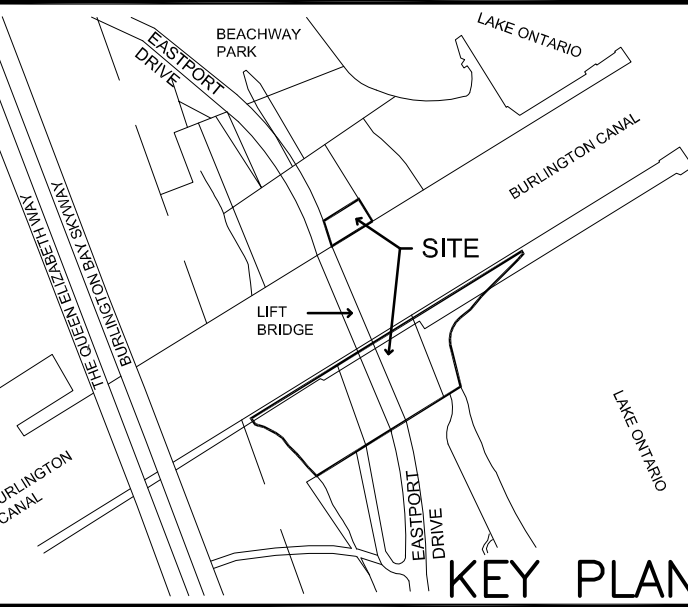 BEACHWAY
PARK
LAKE ONTARIO
EASTPORT
DRIVE
BURLINGTON CANAL
THE QUEEN ELIZABETH WAY
BURLINGTON BAY SKYWAY
SITE
LIFT
BRIDGE
LAKE ONTARIO
URLINGTON
CANAL
EASTPORT
DRIVE
KEY PLAN